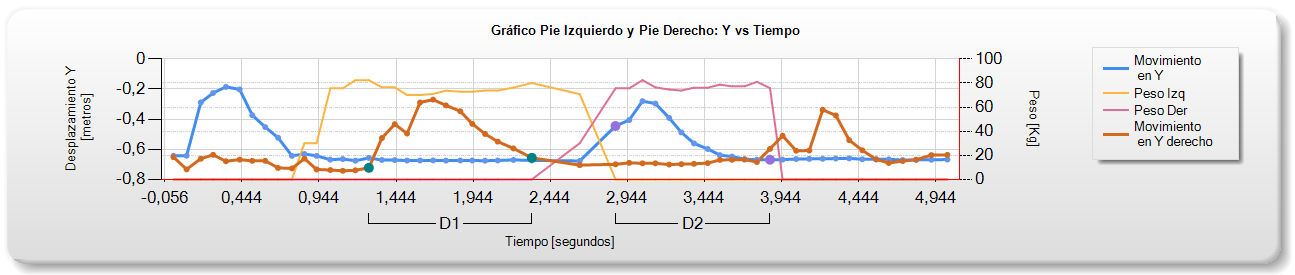 Gráfico Pie Izquierdo y Pie Derecho: Y vs Tiempo
Desplazamiento Y
[metros]
0
-0,2
-0,4
-0,6
-0,8
100
80
60
40
20
0
Peso [Kg]
-0,056
0,444
0,944
1,444
1,944
2,444
2,944
3,444
3,944
4,444
4,944
D1
D2
Tiempo [segundos]
Movimiento
en Y
Peso Izq
Peso Der
Movimiento
en Y derecho